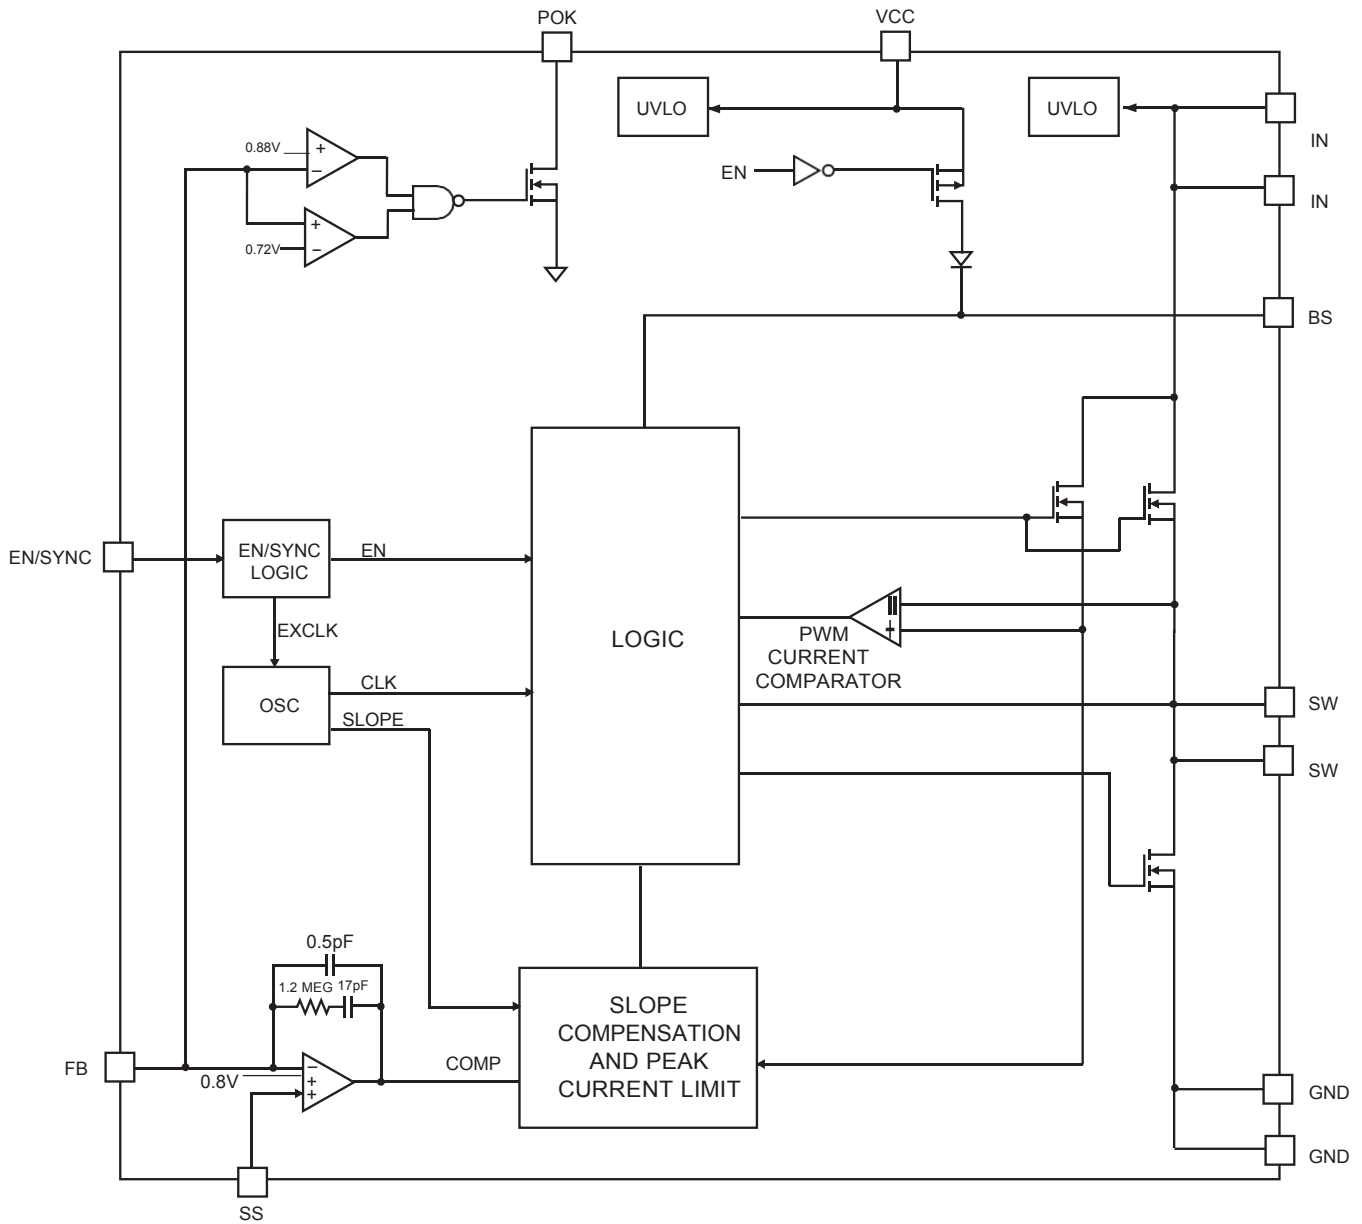 POK
VCC
UVLO
UVLO
IN
0.88V
+
−
EN
IN
+
0.72V
−
BS
EN/SYNC
EN/SYNC
LOGIC
EN
EXCLK
LOGIC
PWM
CURRENT
COMPARATOR
+
OSC
CLK
SLOPE
SW
SW
0.5pF
1.2 MEG
17pF
FB
0.8V
−
+
+
COMP
SLOPE
COMPENSATION
AND PEAK
CURRENT LIMIT
GND
GND
SS